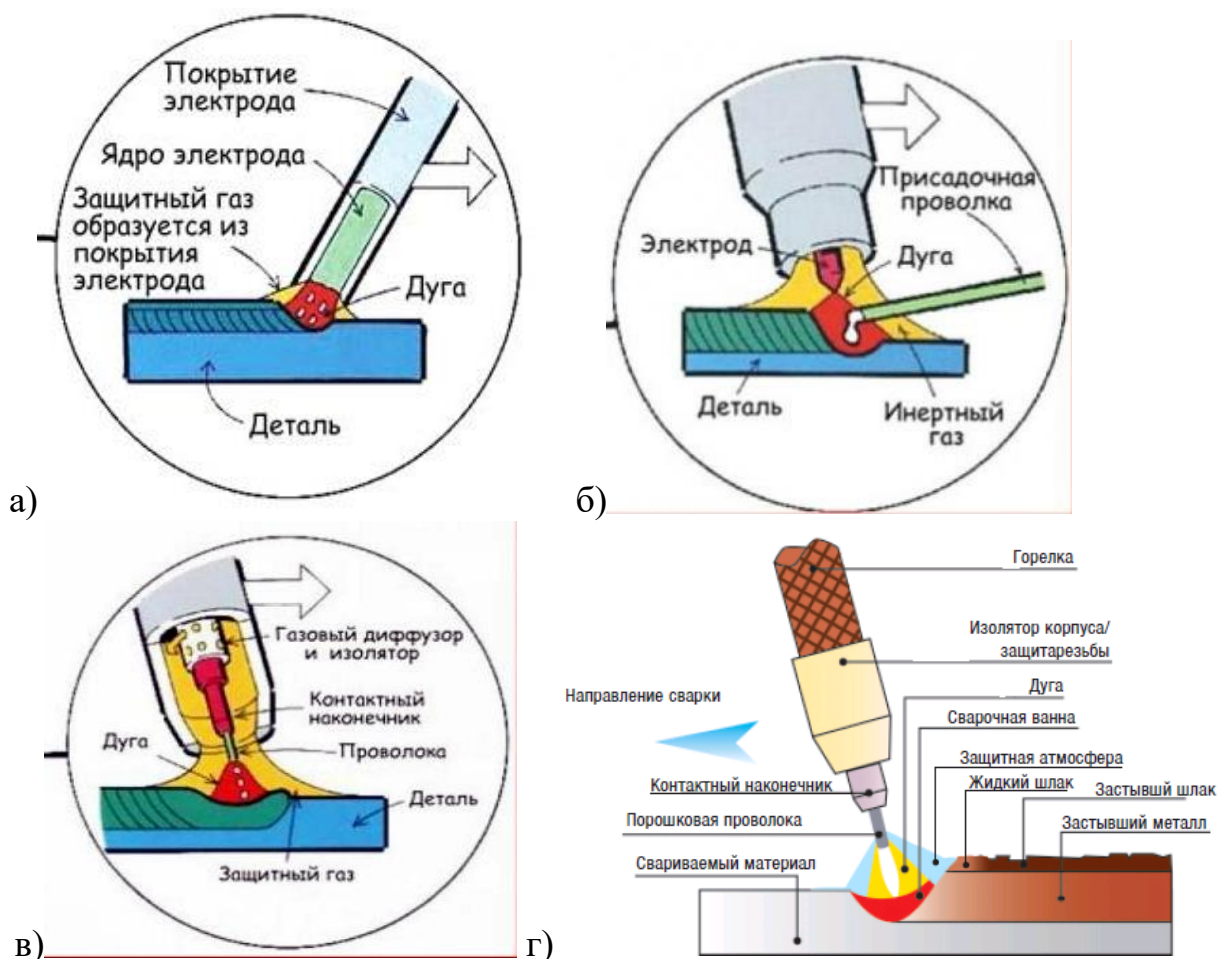 Покрытие
электрода
Ядро электрода
Защитный газ
образуется из
покрытия
электрода
Дуга
Деталь
а)
Присадочная
проволка
Электрод
Дуга
Деталь
Инертный
газ
б)
Газовый диффузор
и изолятор
Контактный
наконечник
Дуга
Проволока
Деталь
Защитный газ
в)
Горелка
Изолятор корпуса/
защитарезьбы
Направление сварки
Дуга
Сварочная ванна
Защитная атмосфера
Контактный наконечник
Жидкий шлак
Застывший шлак
Порошковая проволока
Застывший металл
Свариваемый материал
г)